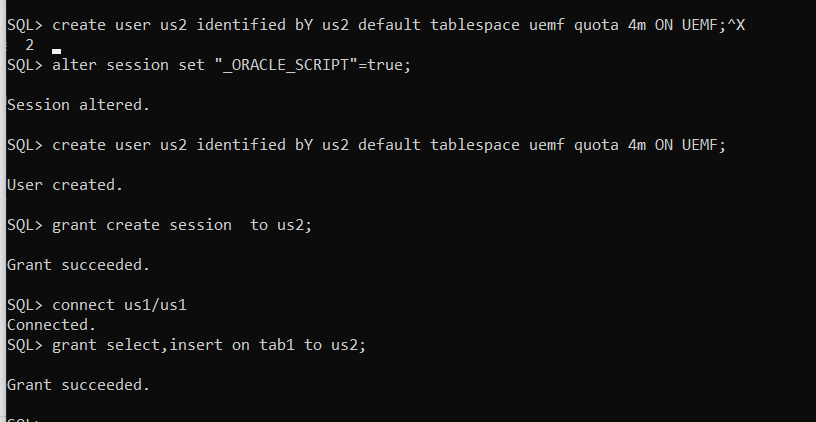 SQL> create user us2 identified bY us2 default tablespace uemf quota 4m ON UEMF;^X
2
SQL> alter session set "_ORACLE_SCRIPT"=true;
Session altered.
SQL> create user us2 identified bY us2 default tablespace uemf quota 4m ON UEMF;
User created.
SQL> grant create session  to us2;
Grant succeeded.
SQL> connect us1/us1
Connected.
SQL> grant select,insert on tab1 to us2;
Grant succeeded.
SQL>